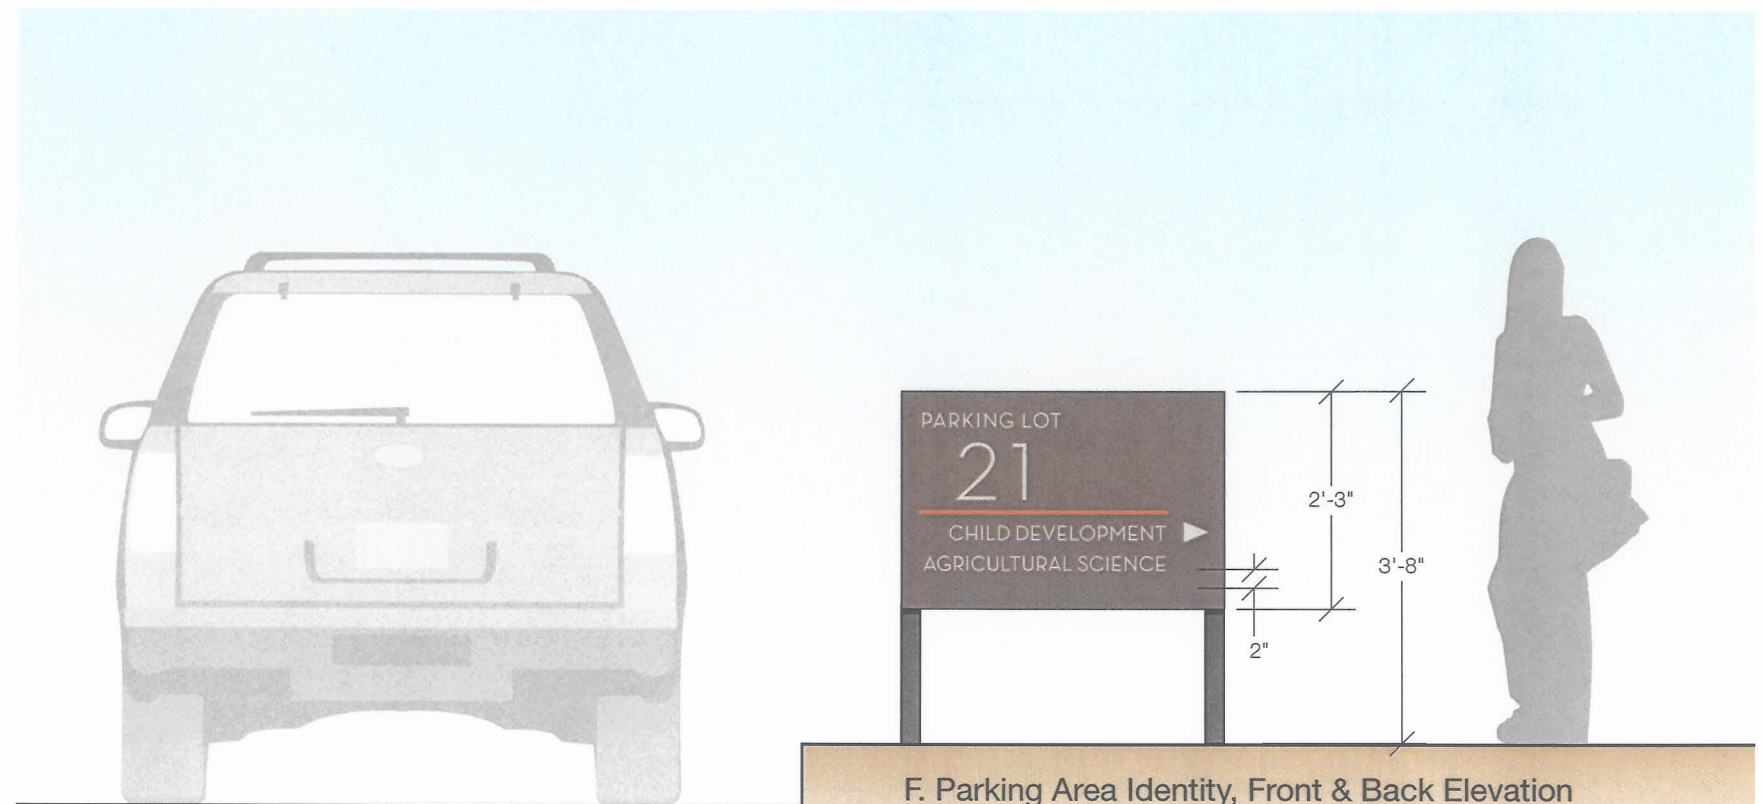 PARKING LOT
21
CHILD DEVELOPMENT
AGRICULTURAL SCIENCE
2'-3"
3'-8"
2"
F. Parking Area Identity, Front & Back Elevation